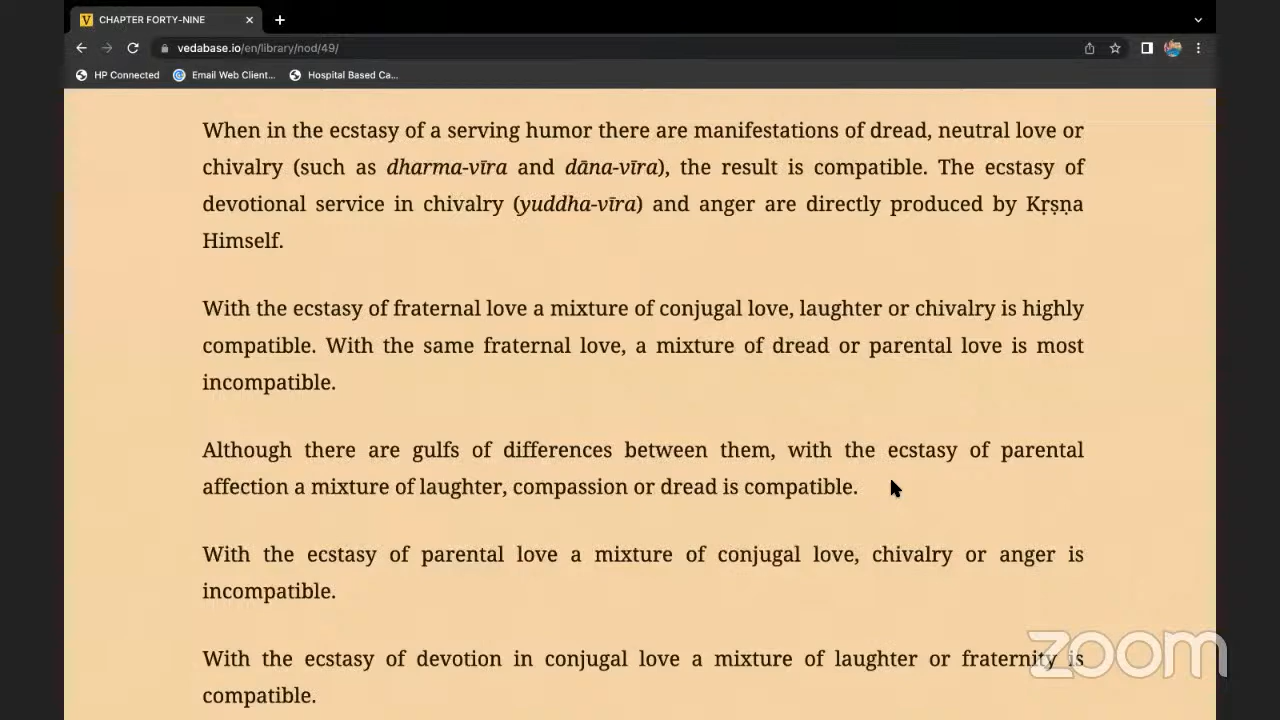 CHAPTER FORTY-NINE
vedabase.io/en/library/nod/49/
HP Connected
Email Web Client...
Hospital Based Ca...
When in the ecstasy of a serving humor there are manifestations of dread, neutral love or
chivalry (such as dharma-vīra and dāna-vīra), the result is compatible. The ecstasy of
devotional service in chivalry (yuddha-vīra) and anger are directly produced by Kṛṣṇa
Himself.
With the ecstasy of fraternal love a mixture of conjugal love, laughter or chivalry is highly
compatible. With the same fraternal love, a mixture of dread or parental love is most
incompatible.
Although there are gulfs of differences between them, with the ecstasy of parental
affection a mixture of laughter, compassion or dread is compatible.
With the ecstasy of parental love a mixture of conjugal love, chivalry or anger is
incompatible.
With the ecstasy of devotion in conjugal love a mixture of laughter or fraternity is
compatible.
zoom